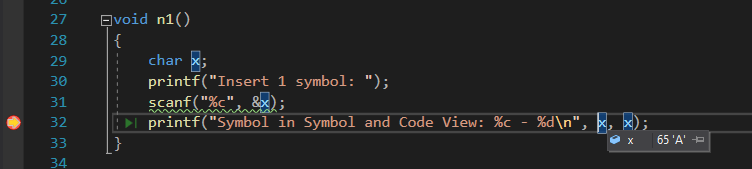 26
27 void n1()
28 {
29 char x;
30 printf("Insert 1 symbol: ");
31 scanf("%c", &x);
32 printf("Symbol in Symbol and Code View: %c - %d\n", x, x);
x 65 'A'
33 }
34